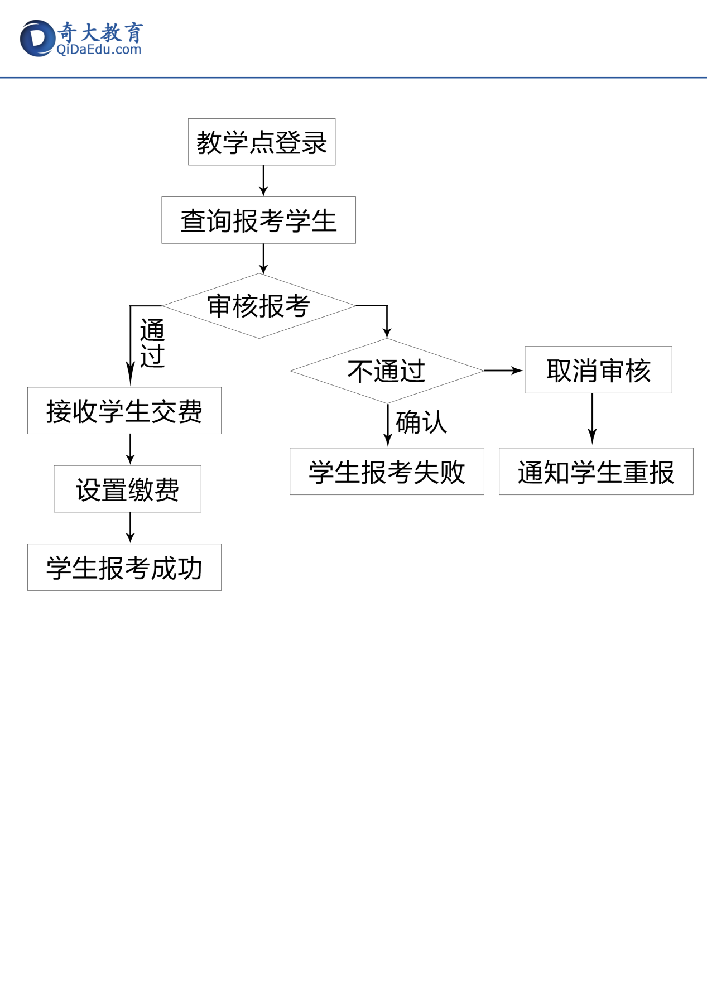 奇大教育
QiDaEdu.com
教学点登录
查询报考学生
审核报考
通
过
不通过
取消审核
接收学生交费
确认
设置缴费
学生报考失败
通知学生重报
学生报考成功